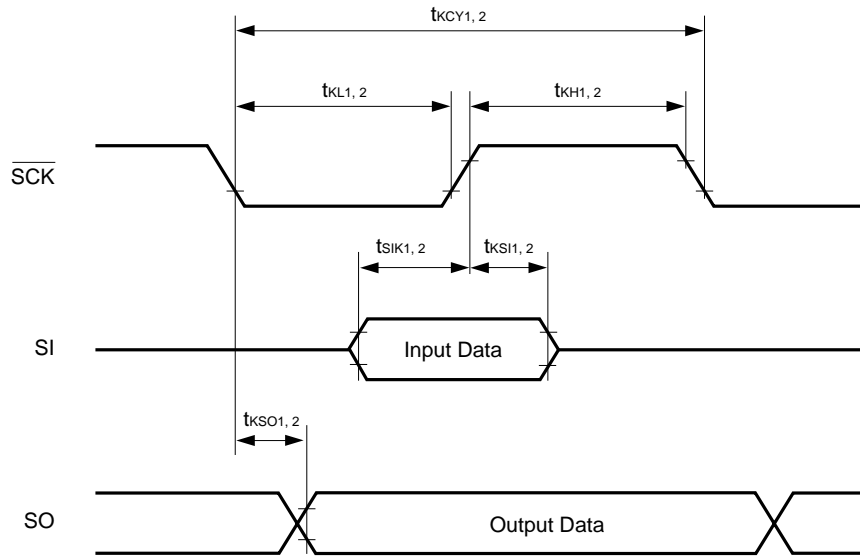 tKCY1, 2
tKL1, 2
tKH1, 2
SCK
tSIK1, 2
tKSI1, 2
SI
Input Data
tKSO1, 2
SO
Output Data